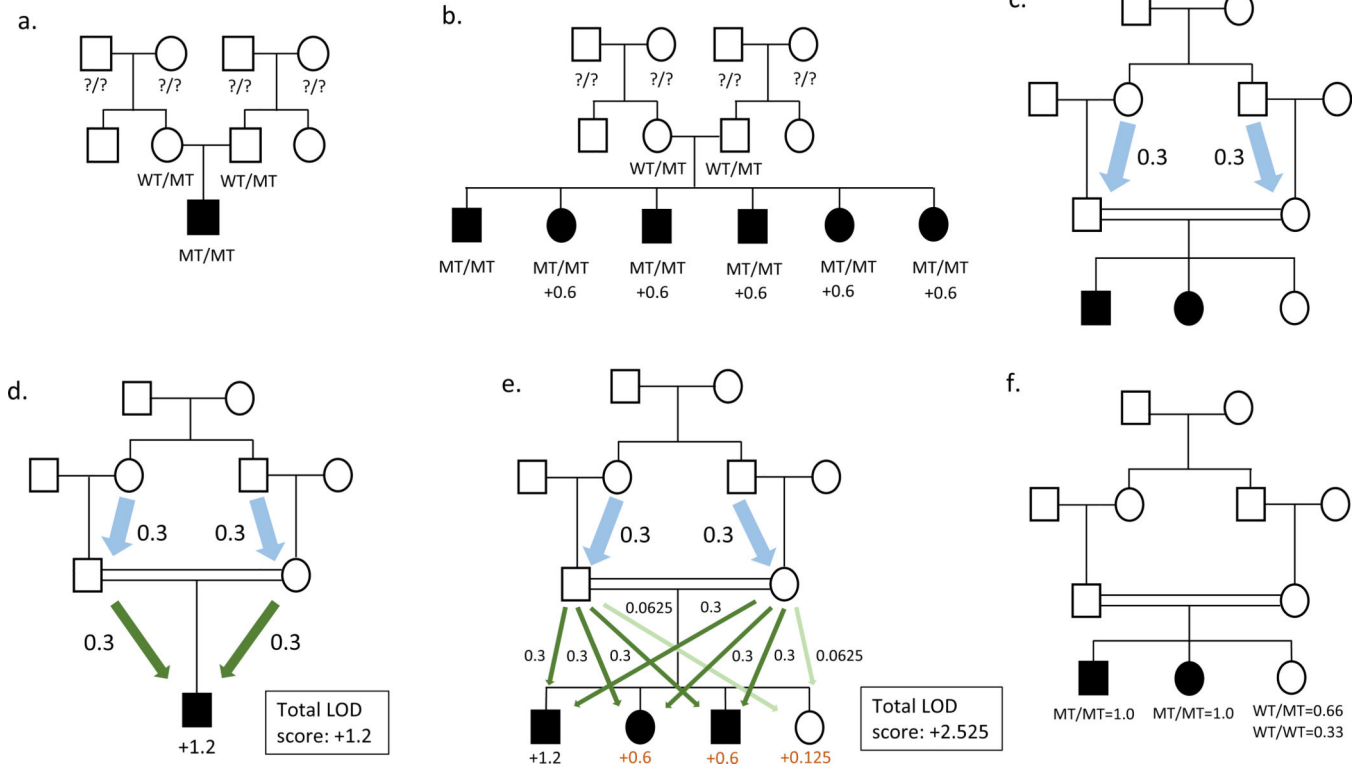 a.
?/? ?/? ?/? ?/?
WT/MT WT/MT
MT/MT
b.
?/? ?/? ?/? ?/?
WT/MT WT/MT
MT/MT MT/MT MT/MT MT/MT MT/MT MT/MT
+0.6 +0.6 +0.6 +0.6 +0.6
c.
0.3 0.3
d.
0.3 0.3
0.3 0.3
+1.2
Total LOD
score: +1.2
e.
0.3 0.3
0.0625 0.3
0.3 0.3 0.3 0.3 0.3 0.0625
+1.2 +0.6 +0.6 +0.125
Total LOD
score: +2.525
f.
MT/MT=1.0 MT/MT=1.0 WT/MT=0.66
WT/WT=0.33